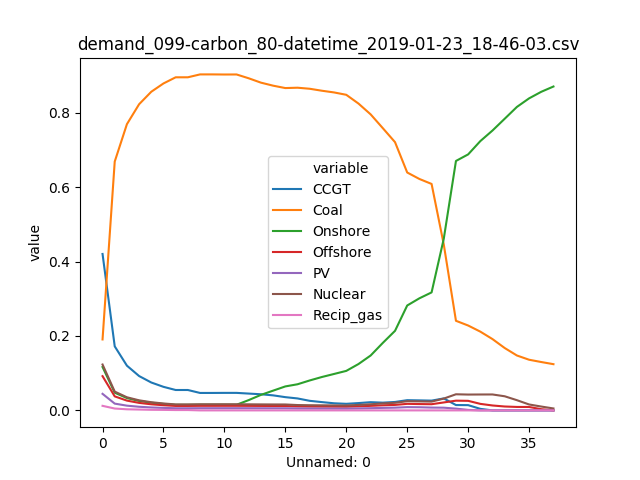 demand_099-carbon_80-datetime_2019-01-23_18-46-03.csv
value
0.8
0.6
0.4
0.2
0.0
variable
CCGT
Coal
Onshore
Offshore
PV
Nuclear
Recip_gas
0 5 10 15 20 25 30 35
Unnamed: 0